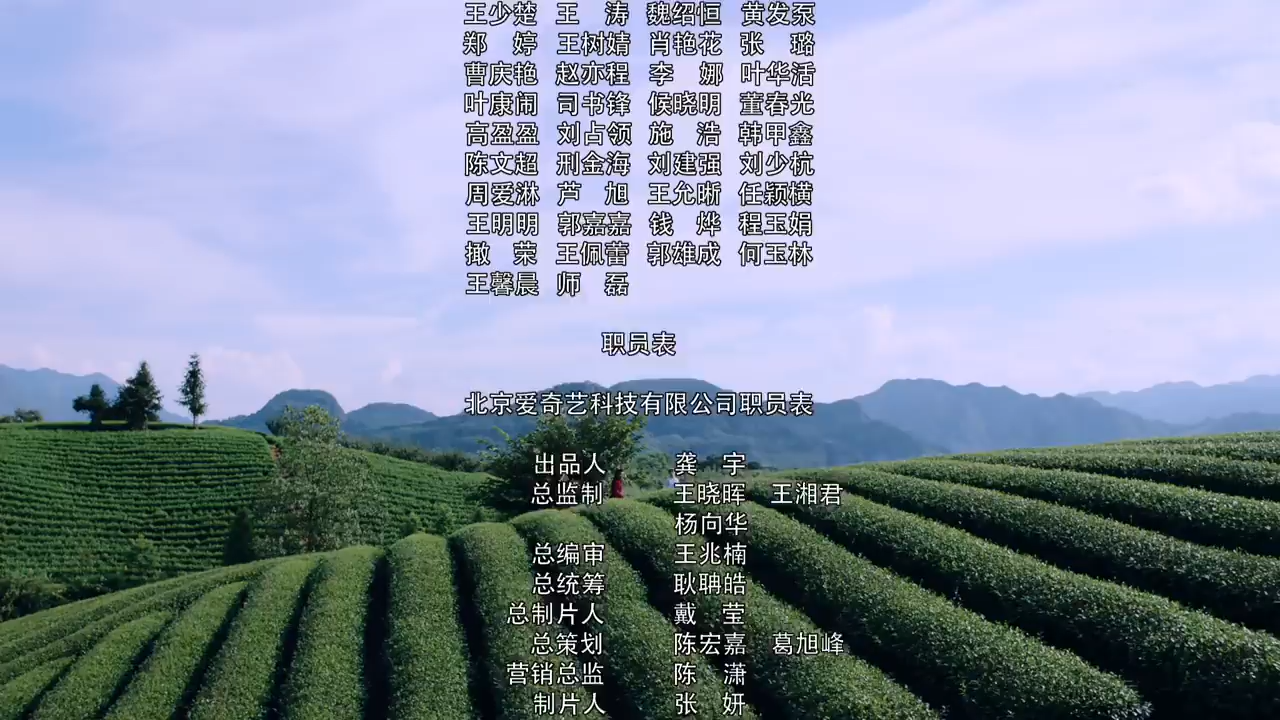 王少楚 王 涛 魏绍恒 黄发泵
郑 婷 王树婧 肖艳花 张 璐
曹庆艳 赵亦程 李 娜 叶华活
叶康闹 司书锋 候晓明 董春光
高盈盈 刘占领 施 浩 韩甲鑫
陈文超 刑金海 刘建强 刘少杭
周爱淋 芦 旭 王允晰 任颖横
王明明 郭嘉嘉 钱 烨 程玉娟
撖 荣 王佩蕾 郭雄成 何玉林
王馨晨 师 磊
职员表
北京爱奇艺科技有限公司职员表
出品人 龚 宇
总监制 王晓晖 王湘君
杨向华
总编审 王兆楠
总统筹 耿聃皓
总制片人 戴 莹
总策划 陈宏嘉 葛旭峰
营销总监 陈 潇
制片人 张 妍